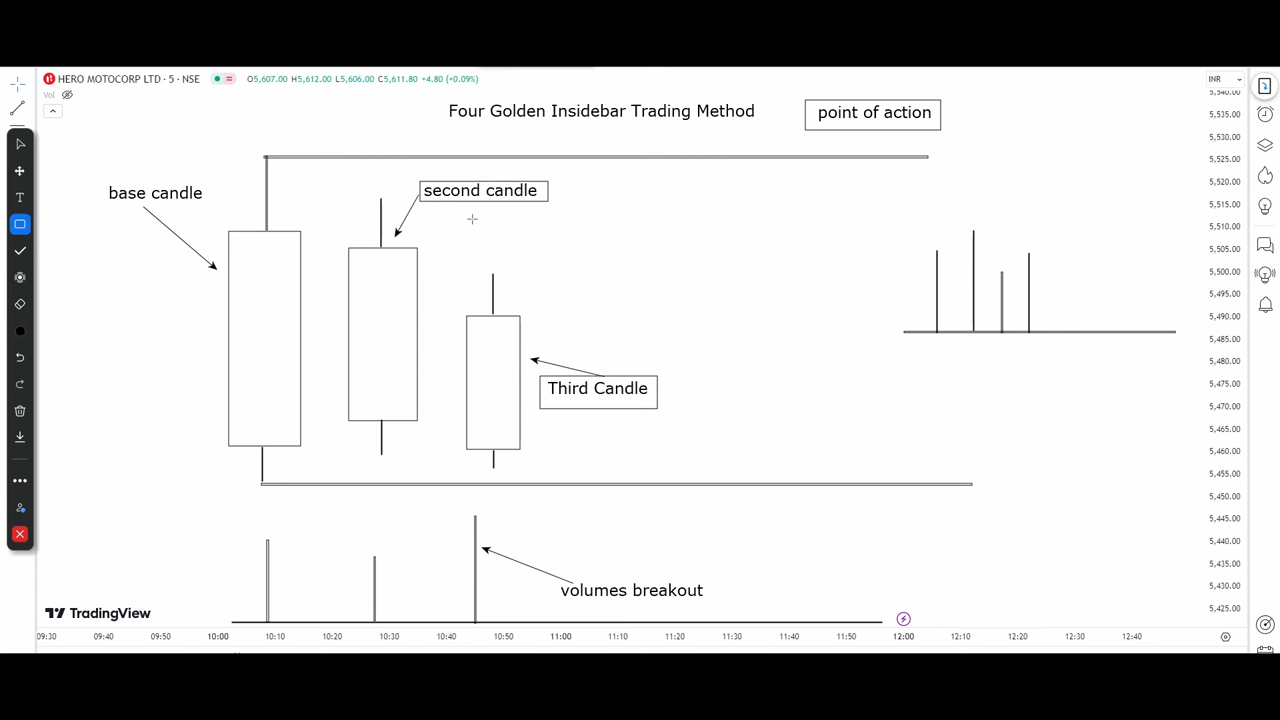 HERO MOTOCORP LTD · 5 · NSE O5,607.00 H5,612.00 L5,606.00 C5,611.80 +4.80 (+0.09%)
INR
Vol
Four Golden Insidebar Trading Method
point of action
base candle
second candle
Third Candle
volumes breakout
5,540.00
5,535.00
5,530.00
5,525.00
5,520.00
5,515.00
5,510.00
5,505.00
5,500.00
5,495.00
5,490.00
5,485.00
5,480.00
5,475.00
5,470.00
5,465.00
5,460.00
5,455.00
5,450.00
5,445.00
5,440.00
5,435.00
5,430.00
5,425.00
TradingView
09:30 09:40 09:50 10:00 10:10 10:20 10:30 10:40 10:50 11:00 11:10 11:20 11:30 11:40 11:50 12:00 12:10 12:20 12:30 12:40